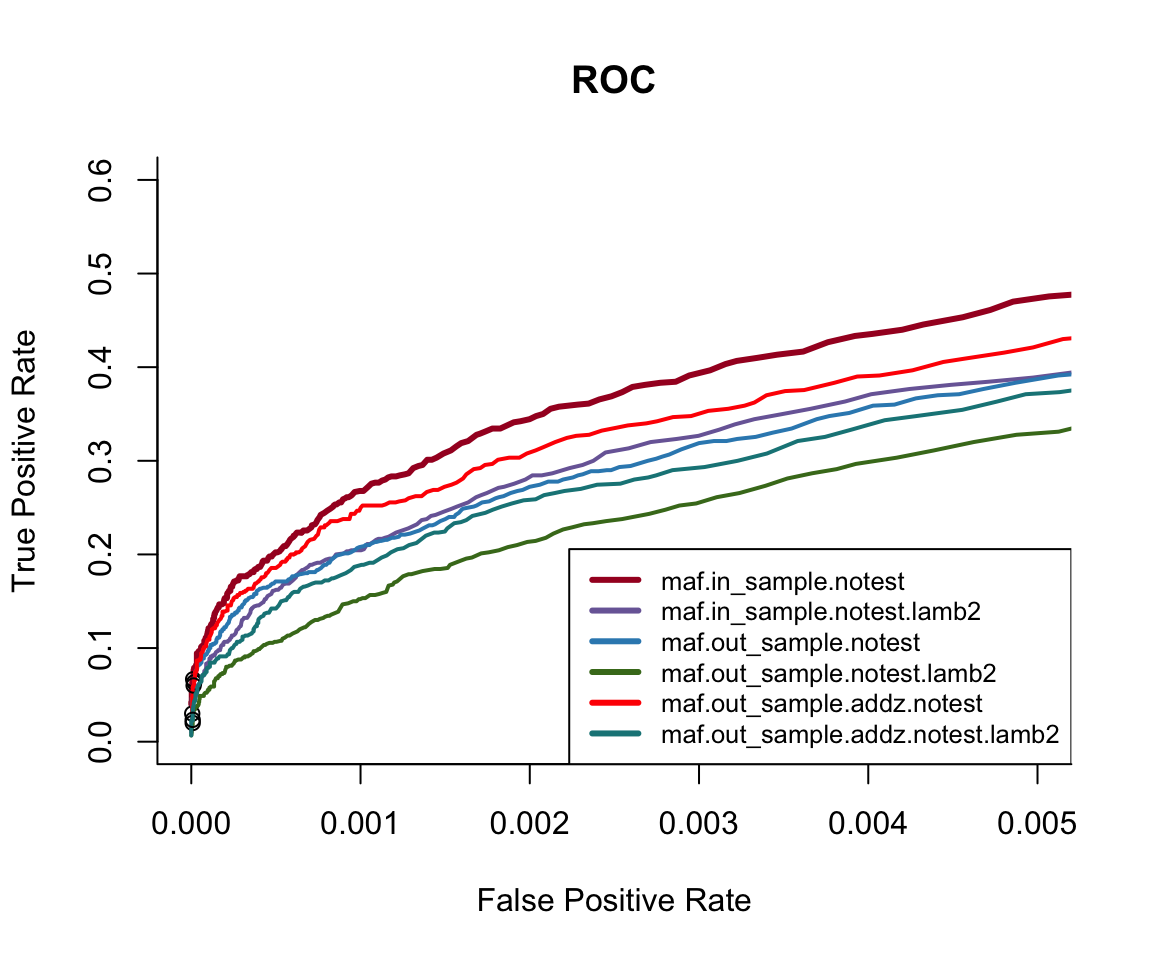 ROC
True Positive Rate
0.6
0.5
0.4
0.3
0.2
0.1
0.0
maf.in_sample.notest
maf.in_sample.notest.lamb2
maf.out_sample.notest
maf.out_sample.notest.lamb2
maf.out_sample.addz.notest
maf.out_sample.addz.notest.lamb2
0.000 0.001 0.002 0.003 0.004 0.005
False Positive Rate